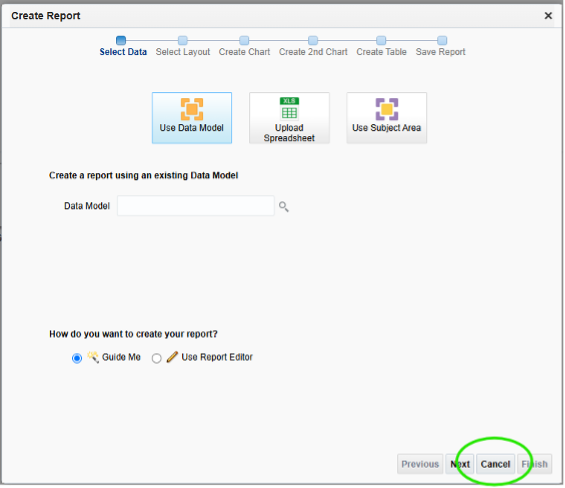 Create Report
Select Data Select Layout Create Chart Create 2nd Chart Create Table Save Report
XLS
Use Data Model Upload Spreadsheet Use Subject Area
Create a report using an existing Data Model
Data Model
How do you want to create your report?
Guide Me Use Report Editor
Previous Next Cancel Finish